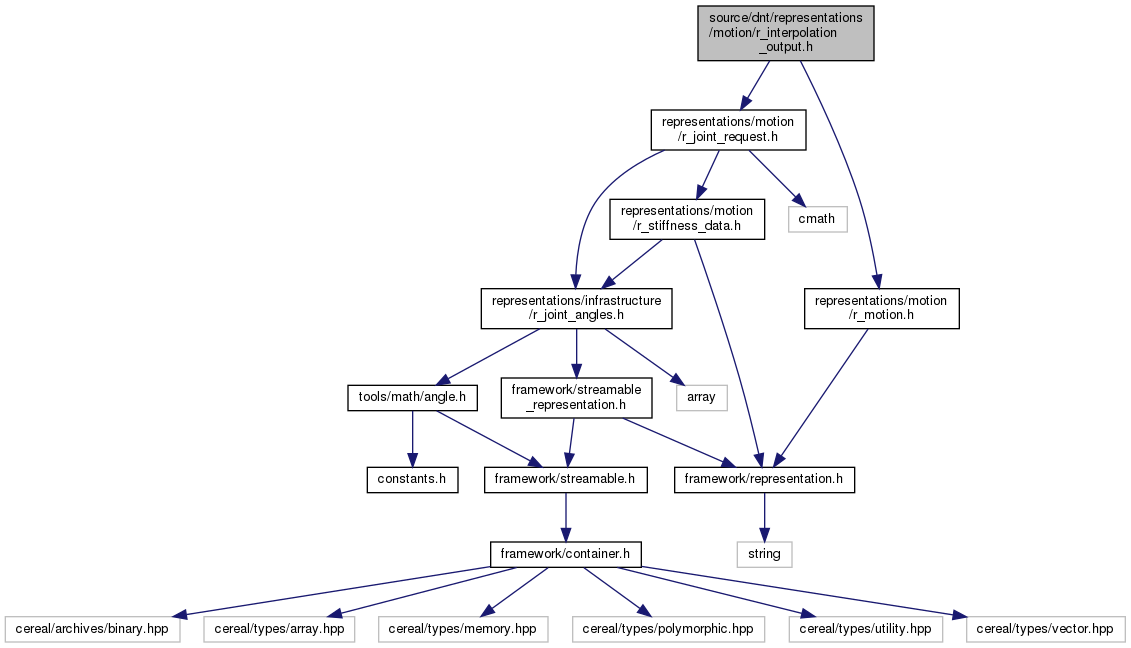 source/dnt/representations
/motion/r_interpolation
_output.h
representations/motion
/r_joint_request.h
representations/motion
/r_stiffness_data.h
cmath
representations/infrastructure
/r_joint_angles.h
representations/motion
/r_motion.h
tools/math/angle.h
framework/streamable
_representation.h
array
constants.h
framework/streamable.h
framework/representation.h
framework/container.h
string
cereal/archives/binary.hpp
cereal/types/array.hpp
cereal/types/memory.hpp
cereal/types/polymorphic.hpp
cereal/types/utility.hpp
cereal/types/vector.hpp